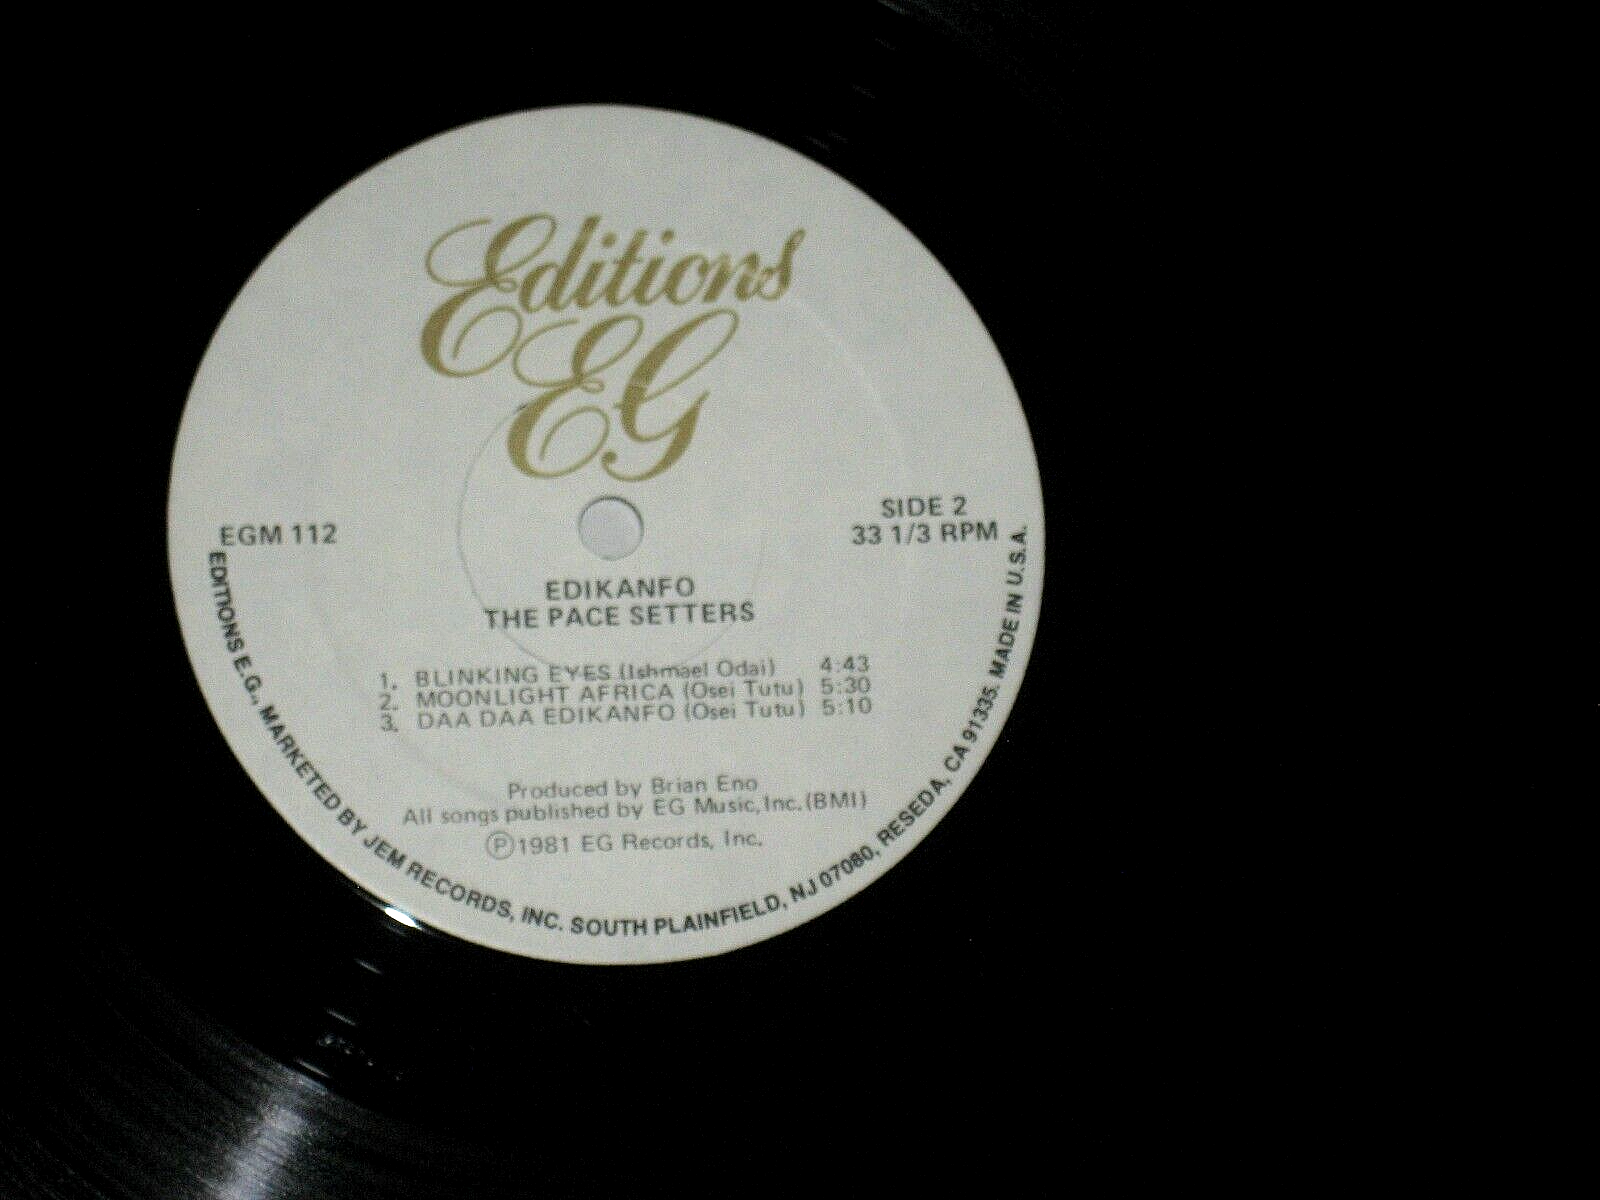 Editions
EG
EGM 112
SIDE 2
33 1/3 RPM
EDIKANFO
THE PACE SETTERS
1. BLINKING EYES (Ishmael Odai) 4:43
2. MOONLIGHT AFRICA (Osei Tutu) 5:30
3. DAA DAA EDIKANFO (Osei Tutu) 5:10
Produced by Brian Eno
All songs published by EG Music, Inc. (BMI)
Ⓟ1981 EG Records, Inc.
EDITIONS E.G., MARKETED BY JEM RECORDS, INC. SOUTH PLAINFIELD, NJ 07080, RESEDA, CA 91335. MADE IN U.S.A.